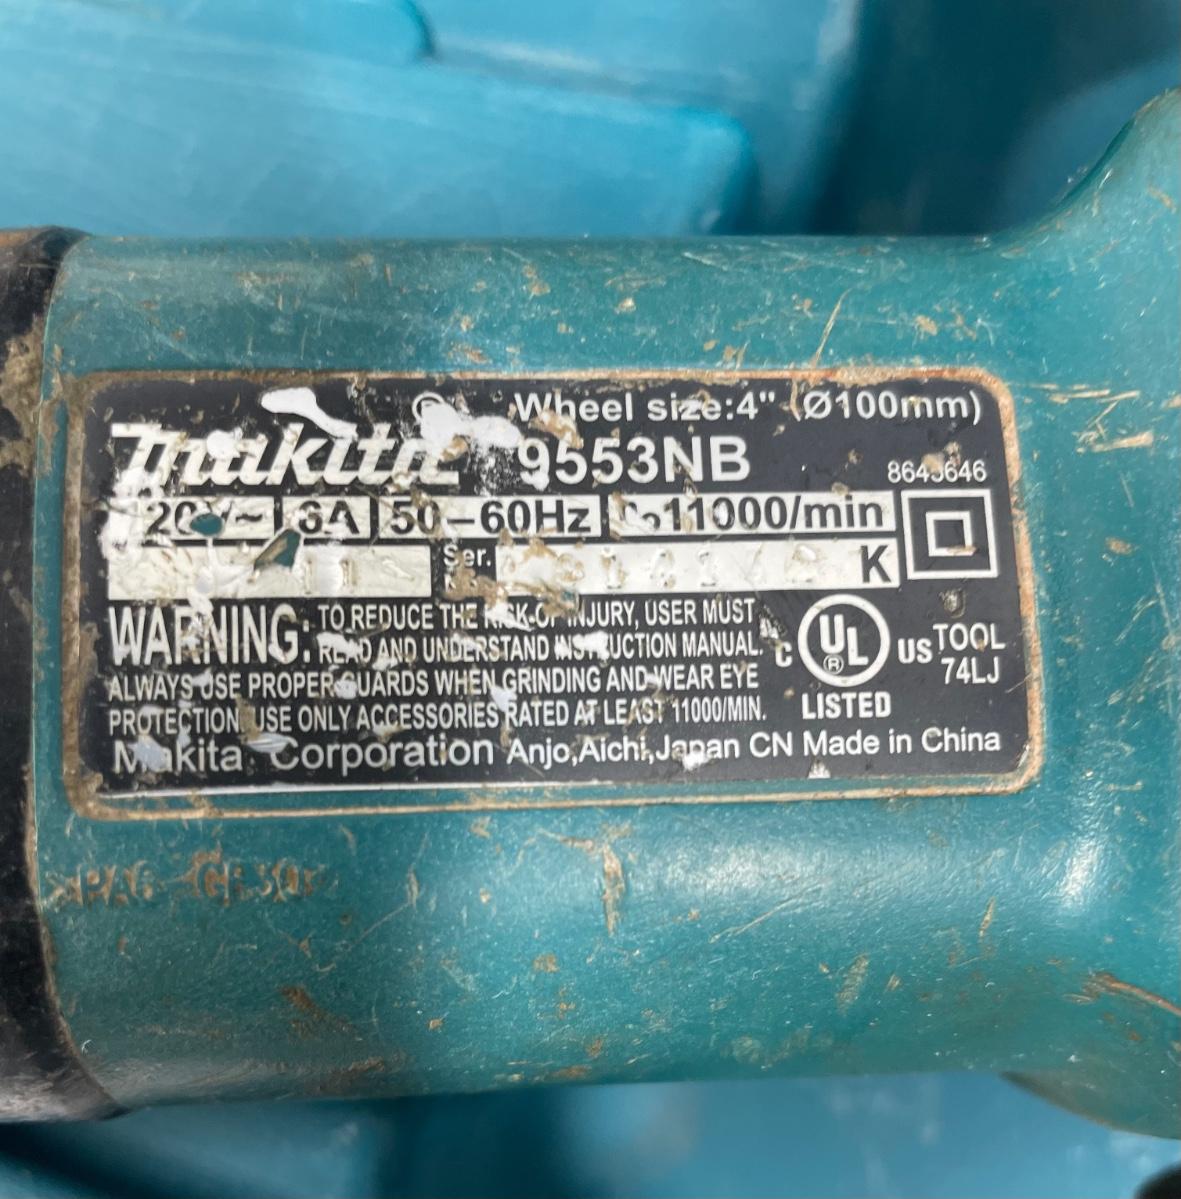 Wheel size:4" (Ø100mm)
makita ® 9553NB
50–60Hz 11000/min
Ser. K
WARNING: TO REDUCE THE RISK OF INJURY, USER MUST
READ AND UNDERSTAND INSTRUCTION MANUAL.
ALWAYS USE PROPER GUARDS WHEN GRINDING AND WEAR EYE
PROTECTION. USE ONLY ACCESSORIES RATED AT LEAST 11000/MIN.
C UL ® US
LISTED
TOOL
74LJ
Makita Corporation Anjo,Aichi,Japan CN Made in China